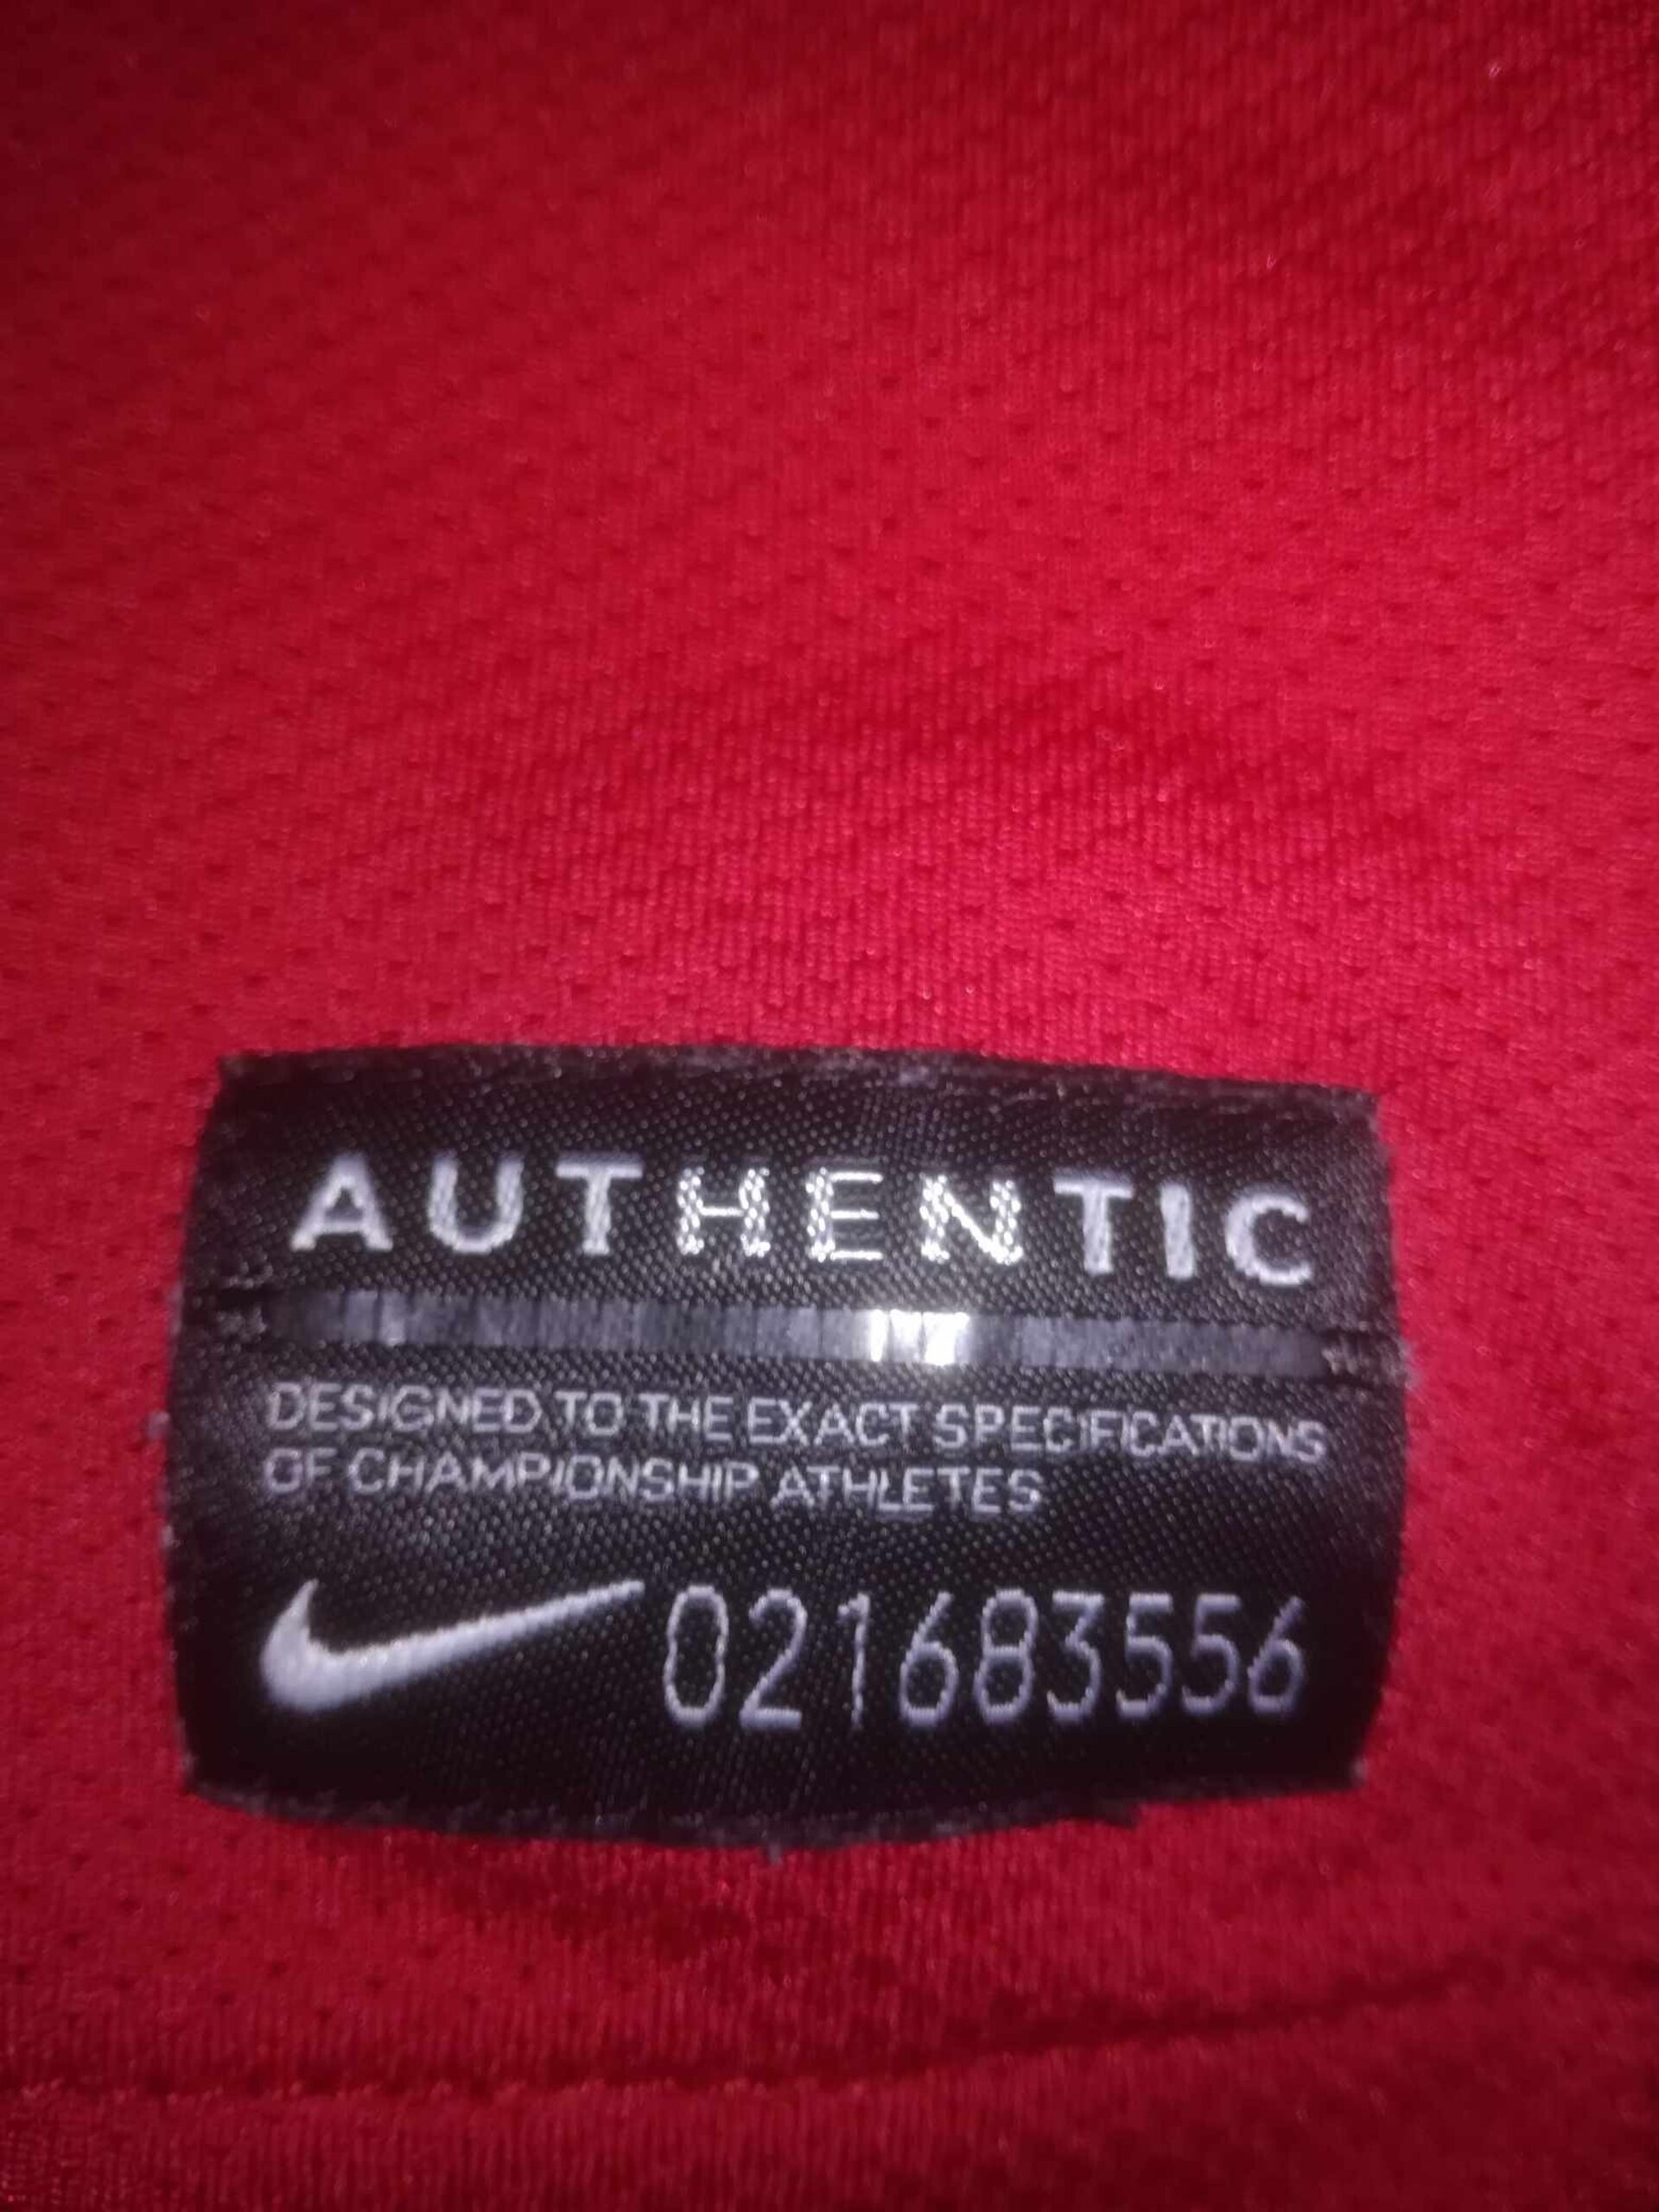 AUTHENTIC
DESIGNED TO THE EXACT SPECIFICATIONS
OF CHAMPIONSHIP ATHLETES
021683556